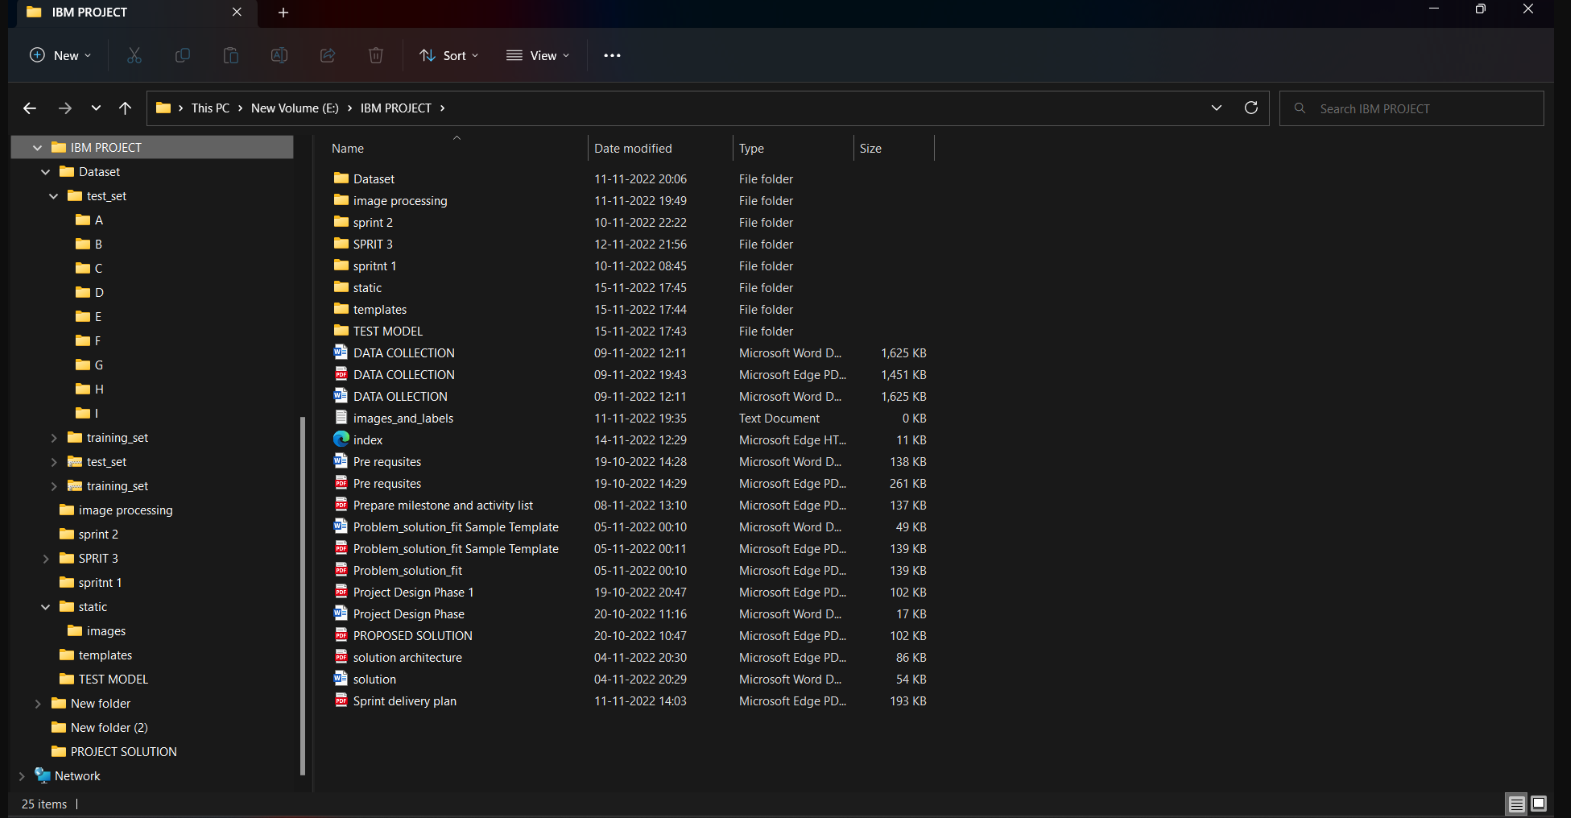 IBM PROJECT
New
Sort
View
This PC > New Volume (E:) > IBM PROJECT >
Search IBM PROJECT
IBM PROJECT
Dataset
test_set
A
B
C
D
E
F
G
H
I
training_set
test_set
training_set
image processing
sprint 2
SPRIT 3
spritnt 1
static
images
templates
TEST MODEL
New folder
New folder (2)
PROJECT SOLUTION
Network
Name Date modified Type Size
Dataset 11-11-2022 20:06 File folder
image processing 11-11-2022 19:49 File folder
sprint 2 10-11-2022 22:22 File folder
SPRIT 3 12-11-2022 21:56 File folder
spritnt 1 10-11-2022 08:45 File folder
static 15-11-2022 17:45 File folder
templates 15-11-2022 17:44 File folder
TEST MODEL 15-11-2022 17:43 File folder
DATA COLLECTION 09-11-2022 12:11 Microsoft Word D... 1,625 KB
DATA COLLECTION 09-11-2022 19:43 Microsoft Edge PD... 1,451 KB
DATA OLLECTION 09-11-2022 12:11 Microsoft Word D... 1,625 KB
images_and_labels 11-11-2022 19:35 Text Document 0 KB
index 14-11-2022 12:29 Microsoft Edge HT... 11 KB
Pre requsites 19-10-2022 14:28 Microsoft Word D... 138 KB
Pre requsites 19-10-2022 14:29 Microsoft Edge PD... 261 KB
Prepare milestone and activity list 08-11-2022 13:10 Microsoft Edge PD... 137 KB
Problem_solution_fit Sample Template 05-11-2022 00:10 Microsoft Word D... 49 KB
Problem_solution_fit Sample Template 05-11-2022 00:11 Microsoft Edge PD... 139 KB
Problem_solution_fit 05-11-2022 00:10 Microsoft Edge PD... 139 KB
Project Design Phase 1 19-10-2022 20:47 Microsoft Edge PD... 102 KB
Project Design Phase 20-10-2022 11:16 Microsoft Word D... 17 KB
PROPOSED SOLUTION 20-10-2022 10:47 Microsoft Edge PD... 102 KB
solution architecture 04-11-2022 20:30 Microsoft Edge PD... 86 KB
solution 04-11-2022 20:29 Microsoft Word D... 54 KB
Sprint delivery plan 11-11-2022 14:03 Microsoft Edge PD... 193 KB
25 items